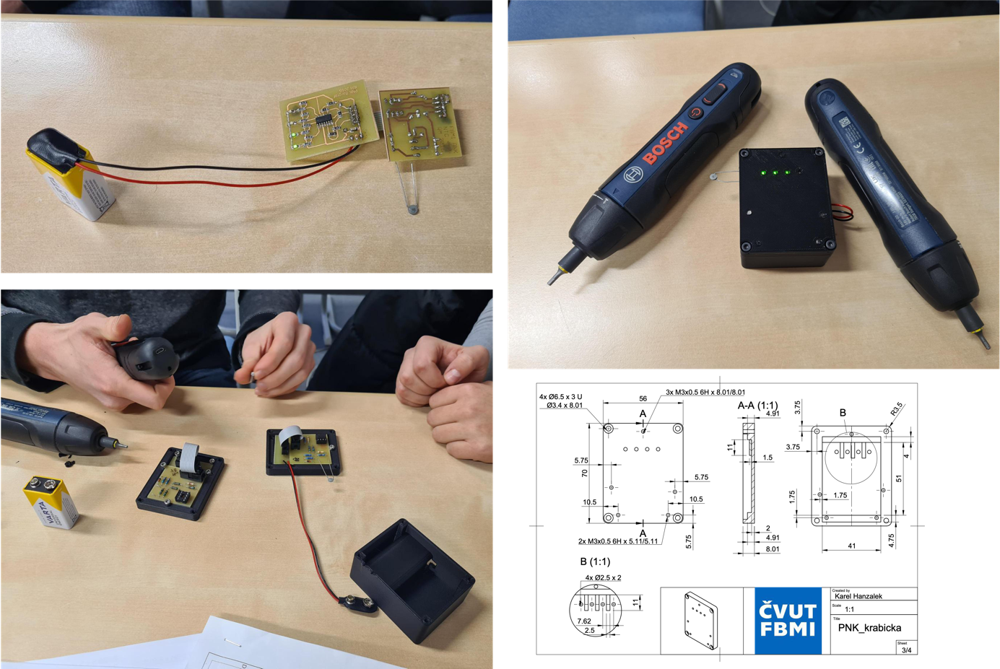 BOSCH
BOSCH
VARTA
4x Ø6.5 x 3 U
Ø3.4 x 8.01
56
3x M3x0.5 6H x 8.01/8.01
A
A-A (1:1)
4.91
3.75
B
R3.5
11
3.75
4
5.75
70
1.5
5.75
51
10.5
10.5
1.75
1.75
A
2
2x M3x0.5 6H x 5.11/5.11
5.75
4.91
8.01
41
4.75
B (1:1)
4x Ø2.5 x 2
11
7.62
2.5
ČVUT
FBMI
Created by
Karel Hanzalek
Scale
1:1
Title
PNK_krabicka
Sheet
3/4